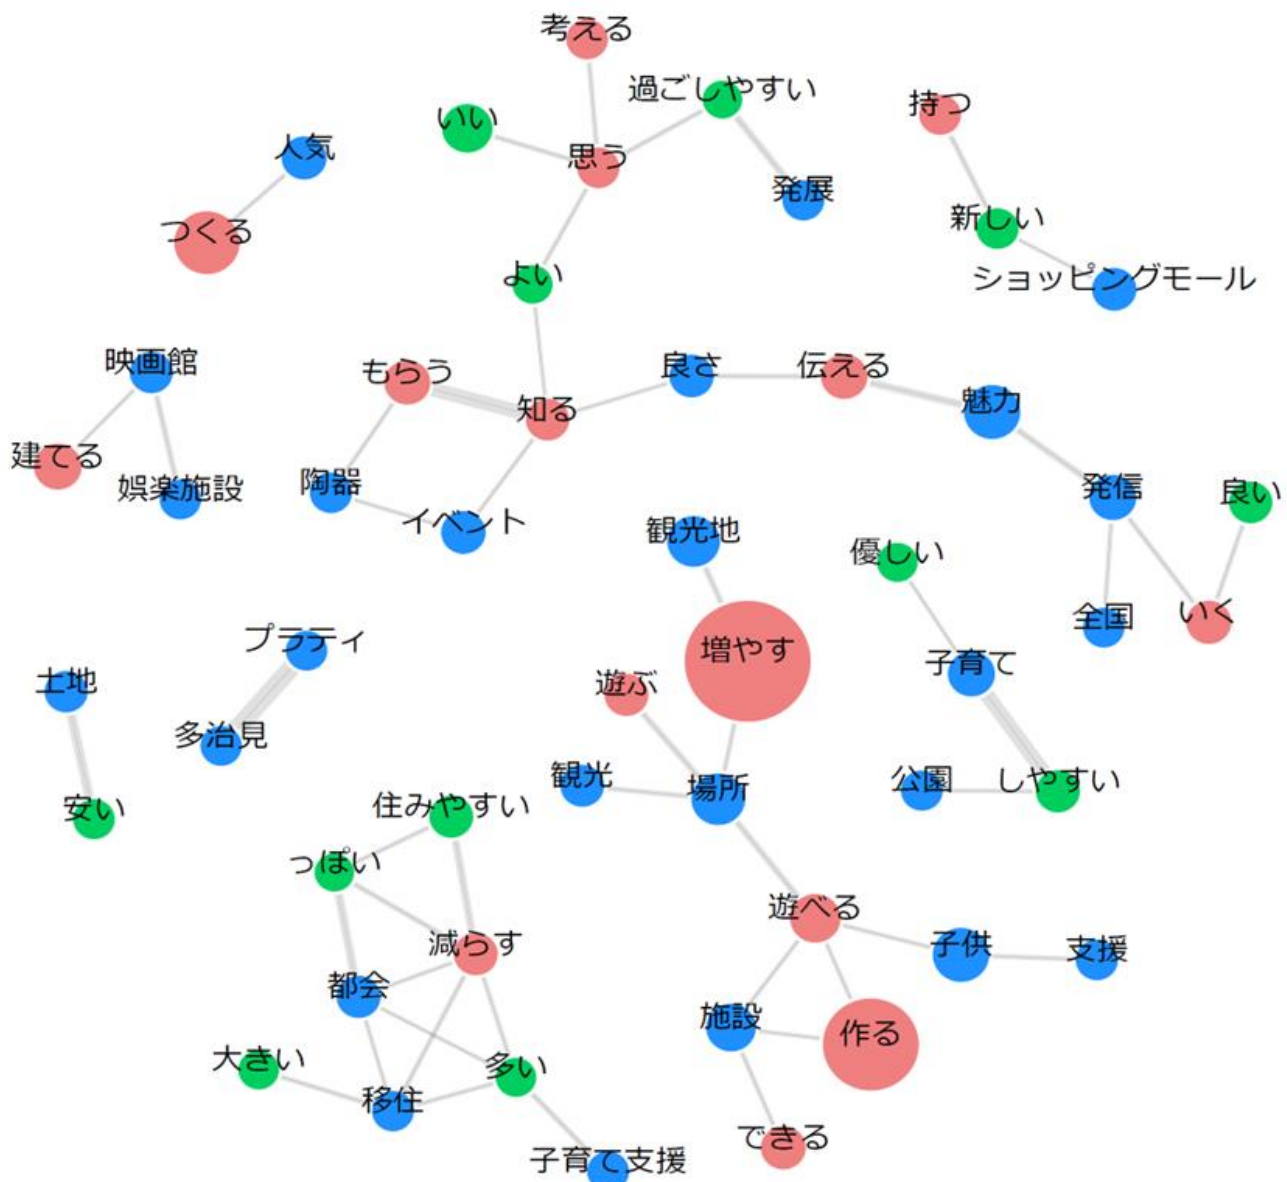 考える
過ごしやすい
いい
持つ
人気
思う
発展
つくる
新しい
よい
ショッピングモール
映画館
もらう
良さ
伝える
知る
魅力
建てる
娯楽施設
陶器
発信
良い
イベント
観光地
優しい
全国
いく
プラティ
増やす
子育て
土地
遊ぶ
多治見
観光
場所
公園
しやすい
安い
住みやすい
っぽい
遊べる
減らす
子供
支援
都会
施設
作る
大きい
多い
移住
できる
子育て支援